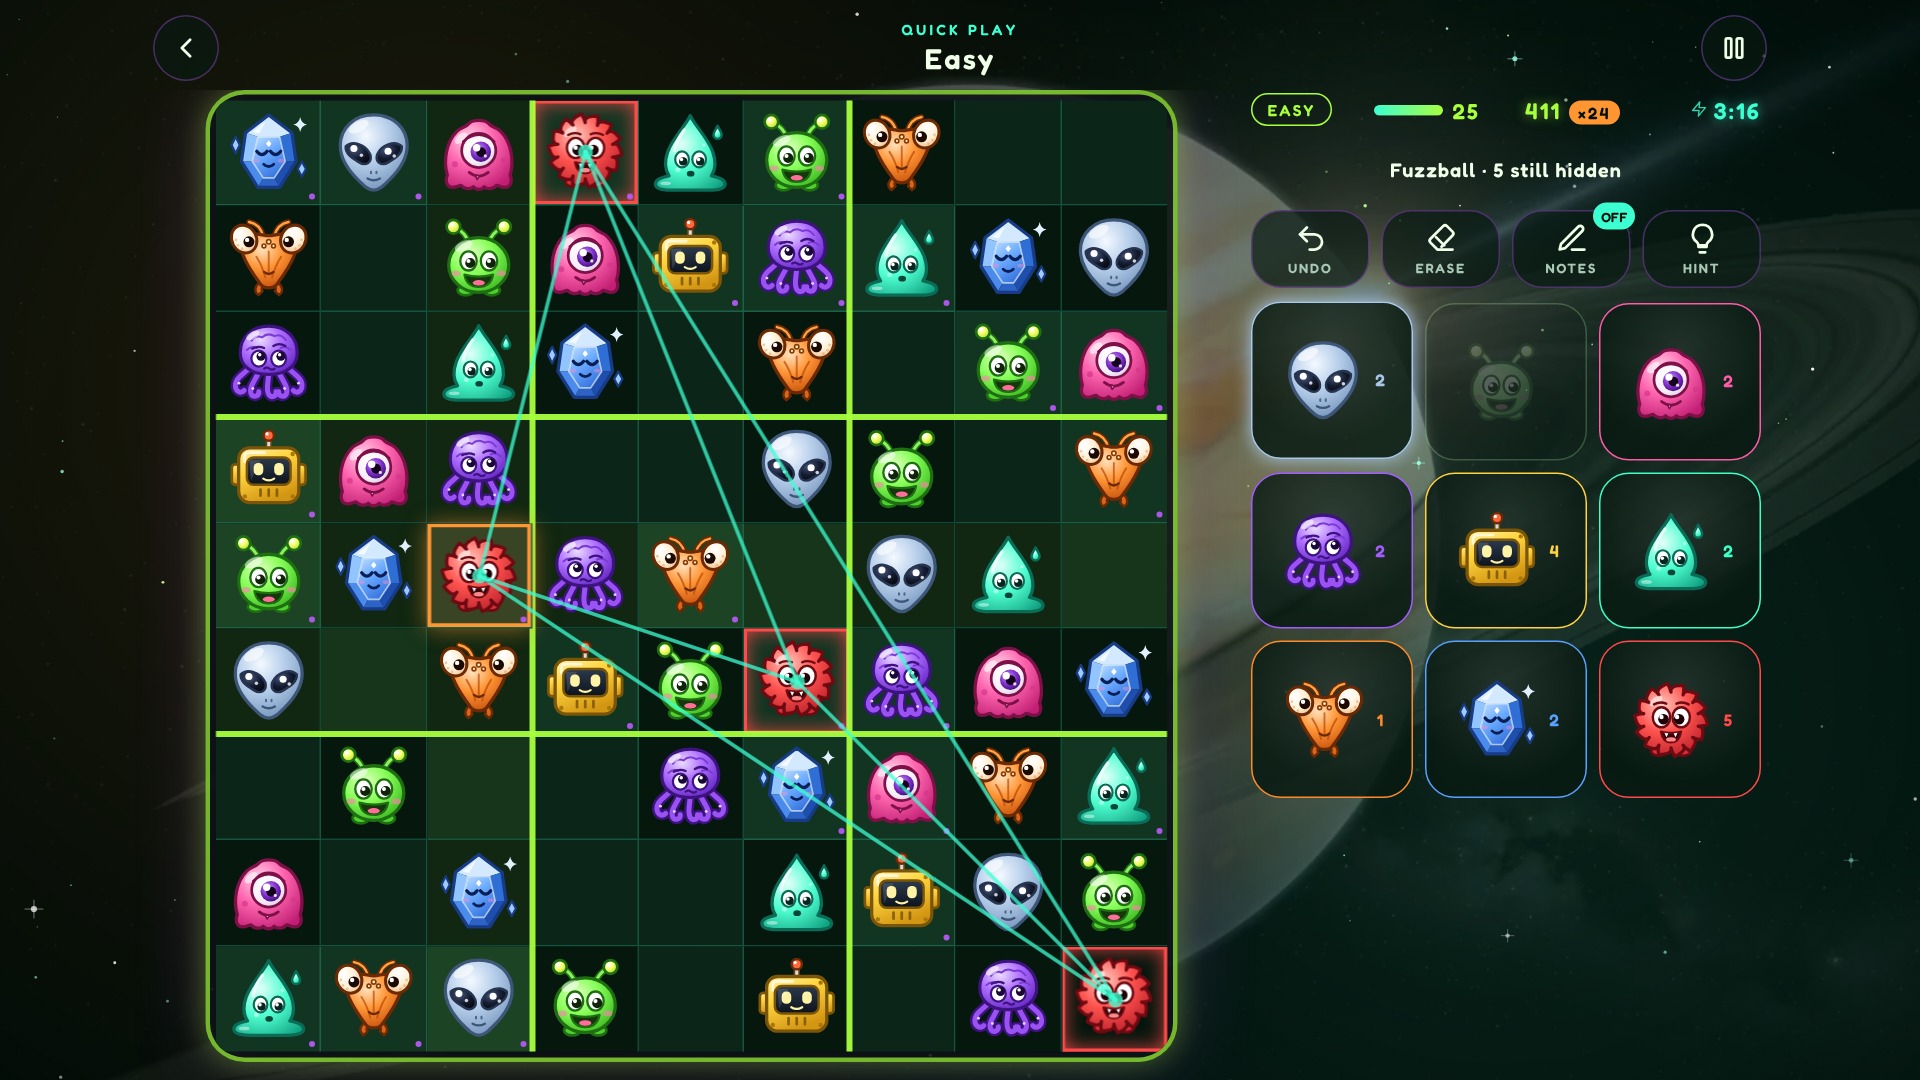 QUICK PLAY
Easy
EASY
25
411 ×24
3:16
Fuzzball · 5 still hidden
OFF
UNDO
ERASE
NOTES
HINT
2
2
2
4
2
1
2
5